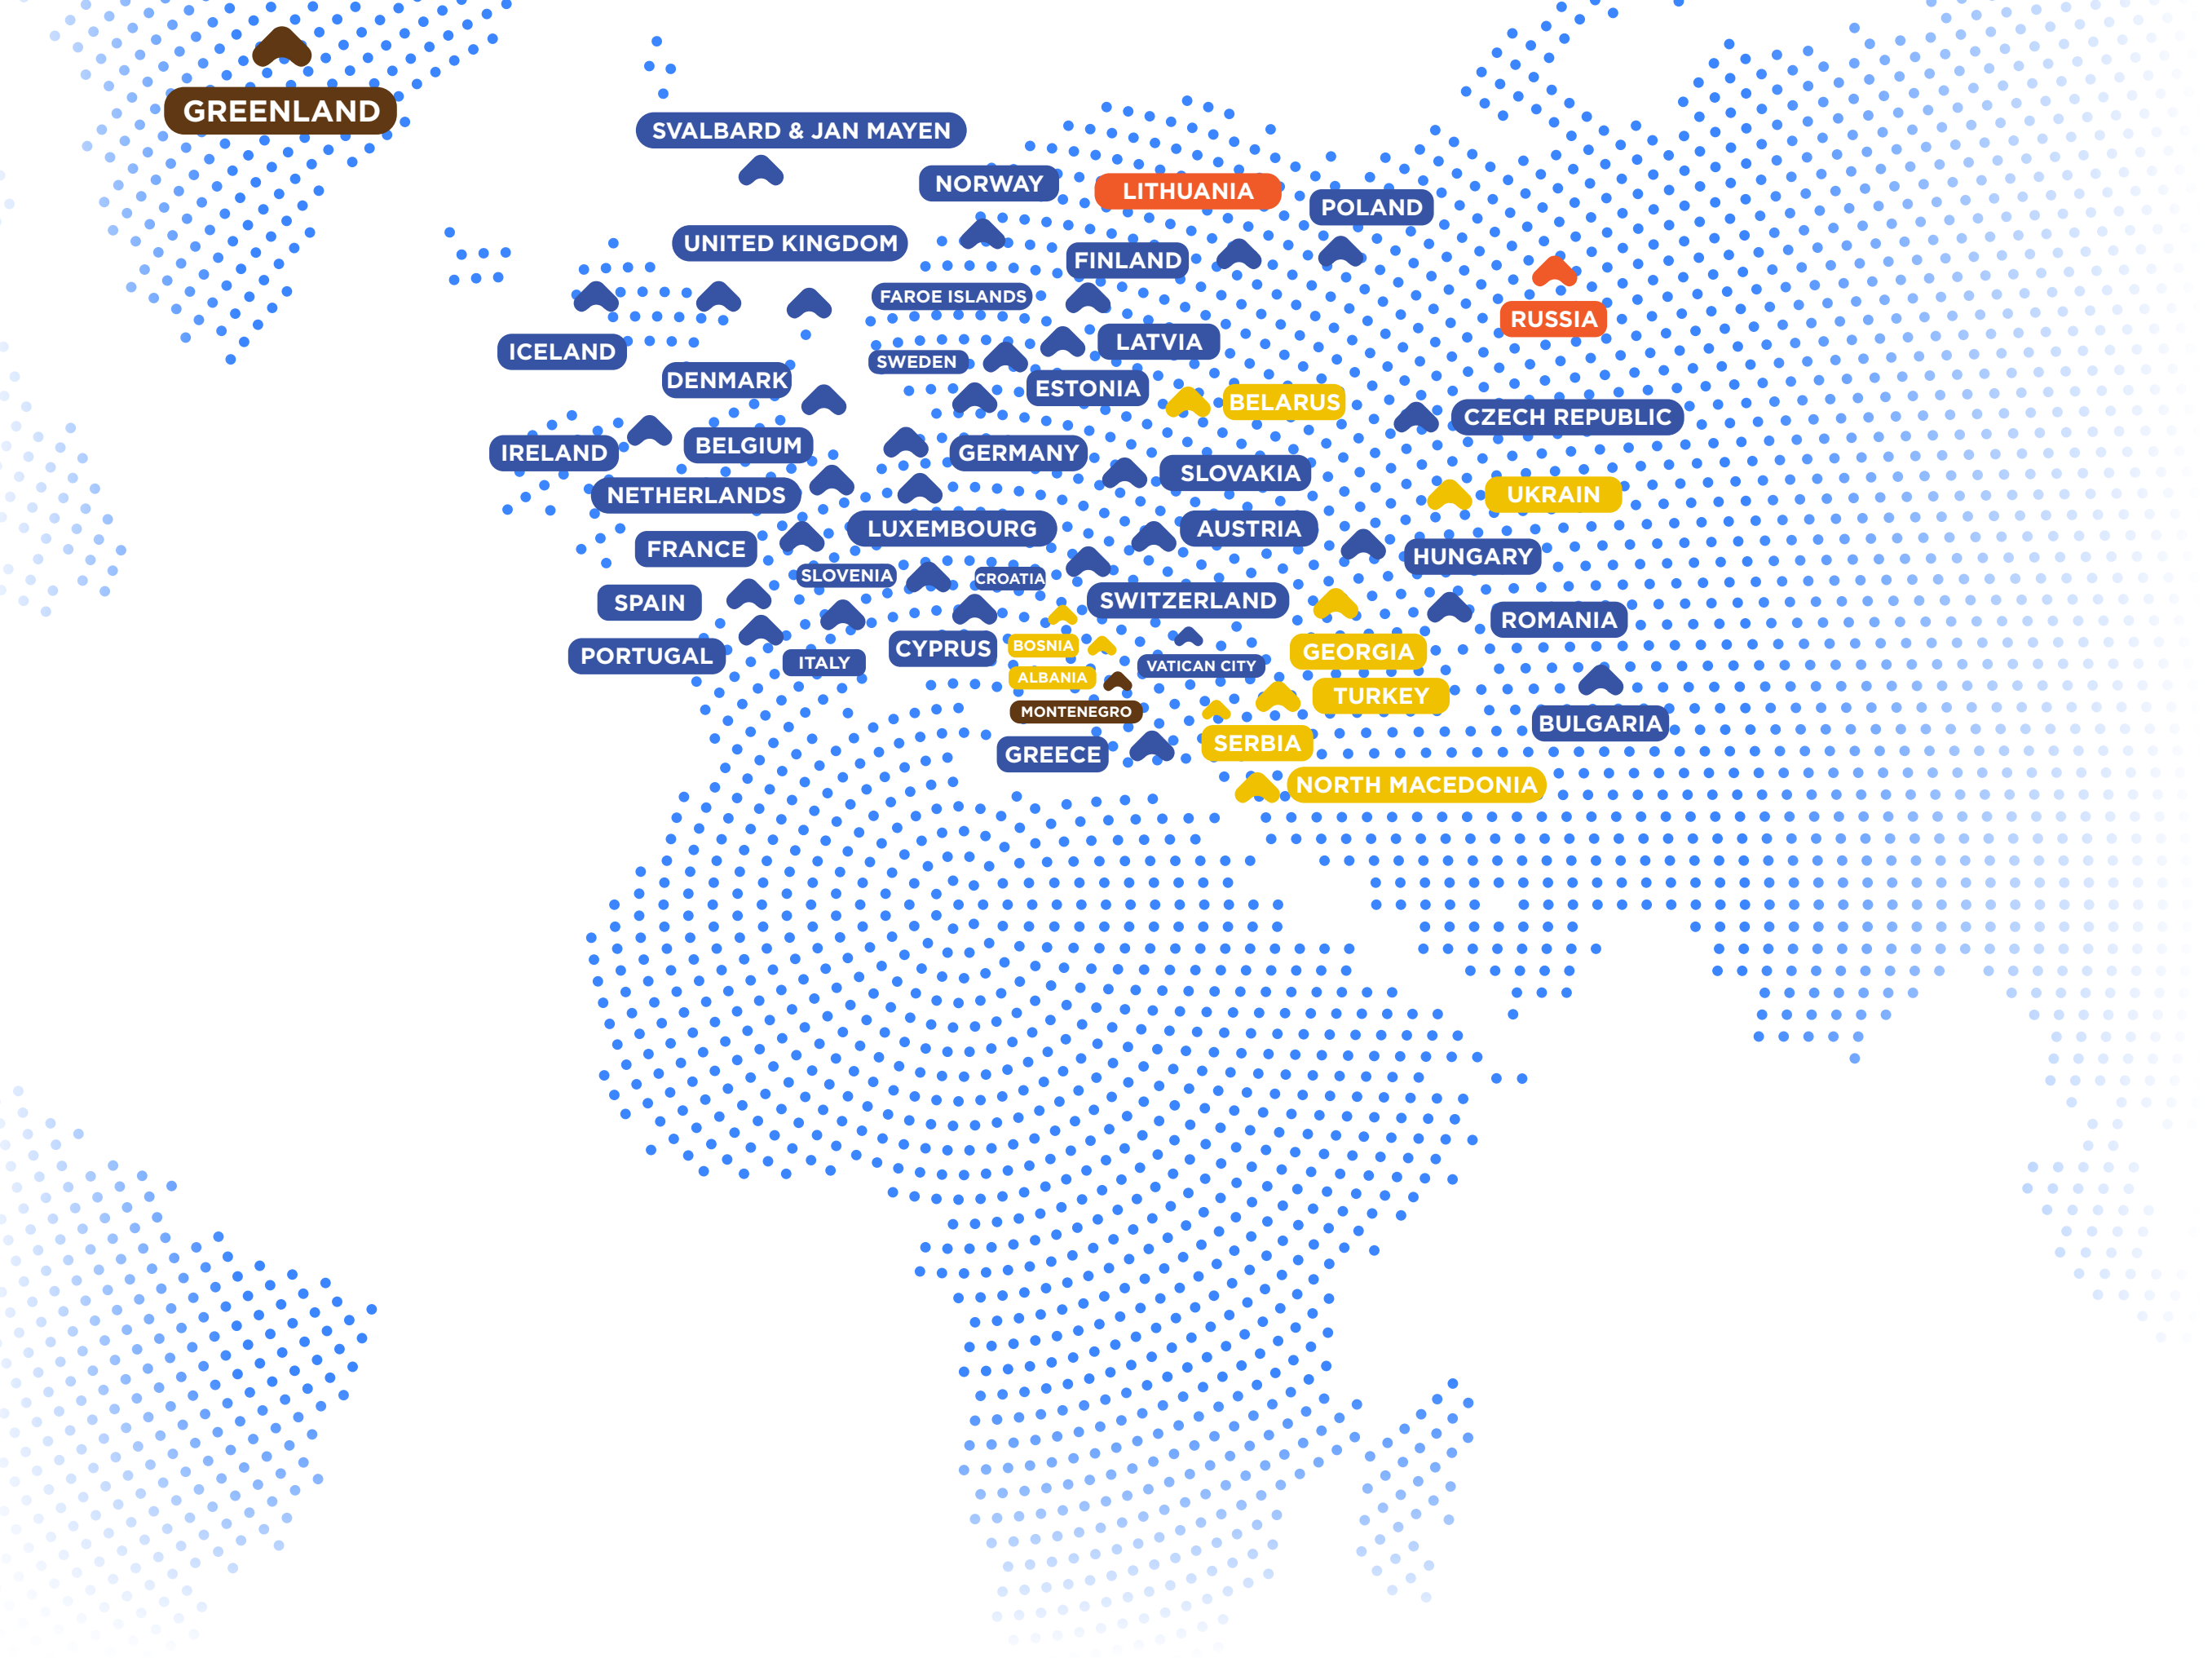 GREENLAND
SVALBARD & JAN MAYEN
NORWAY
LITHUANIA
POLAND
UNITED KINGDOM
FINLAND
FAROE ISLANDS
RUSSIA
ICELAND
LATVIA
SWEDEN
DENMARK
ESTONIA
BELARUS
CZECH REPUBLIC
IRELAND
BELGIUM
GERMANY
SLOVAKIA
NETHERLANDS
UKRAIN
LUXEMBOURG
AUSTRIA
FRANCE
HUNGARY
SLOVENIA
CROATIA
SPAIN
SWITZERLAND
ROMANIA
PORTUGAL
ITALY
CYPRUS
BOSNIA
GEORGIA
VATICAN CITY
ALBANIA
TURKEY
MONTENEGRO
BULGARIA
GREECE
SERBIA
NORTH MACEDONIA